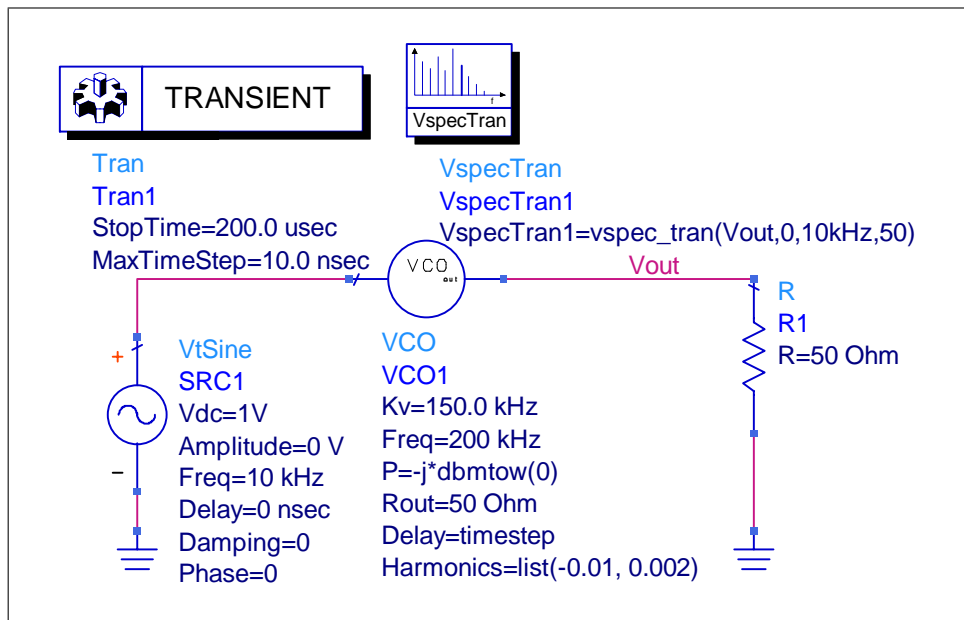 TRANSIENT
f
VspecTran
Tran
Tran1
StopTime=200.0 usec
MaxTimeStep=10.0 nsec
VspecTran
VspecTran1
VspecTran1=vspec_tran(Vout,0,10kHz,50)
VCO
out
Vout
+
−
VtSine
SRC1
Vdc=1V
Amplitude=0 V
Freq=10 kHz
Delay=0 nsec
Damping=0
Phase=0
VCO
VCO1
Kv=150.0 kHz
Freq=200 kHz
P=-j*dbmtow(0)
Rout=50 Ohm
Delay=timestep
Harmonics=list(-0.01, 0.002)
R
R1
R=50 Ohm